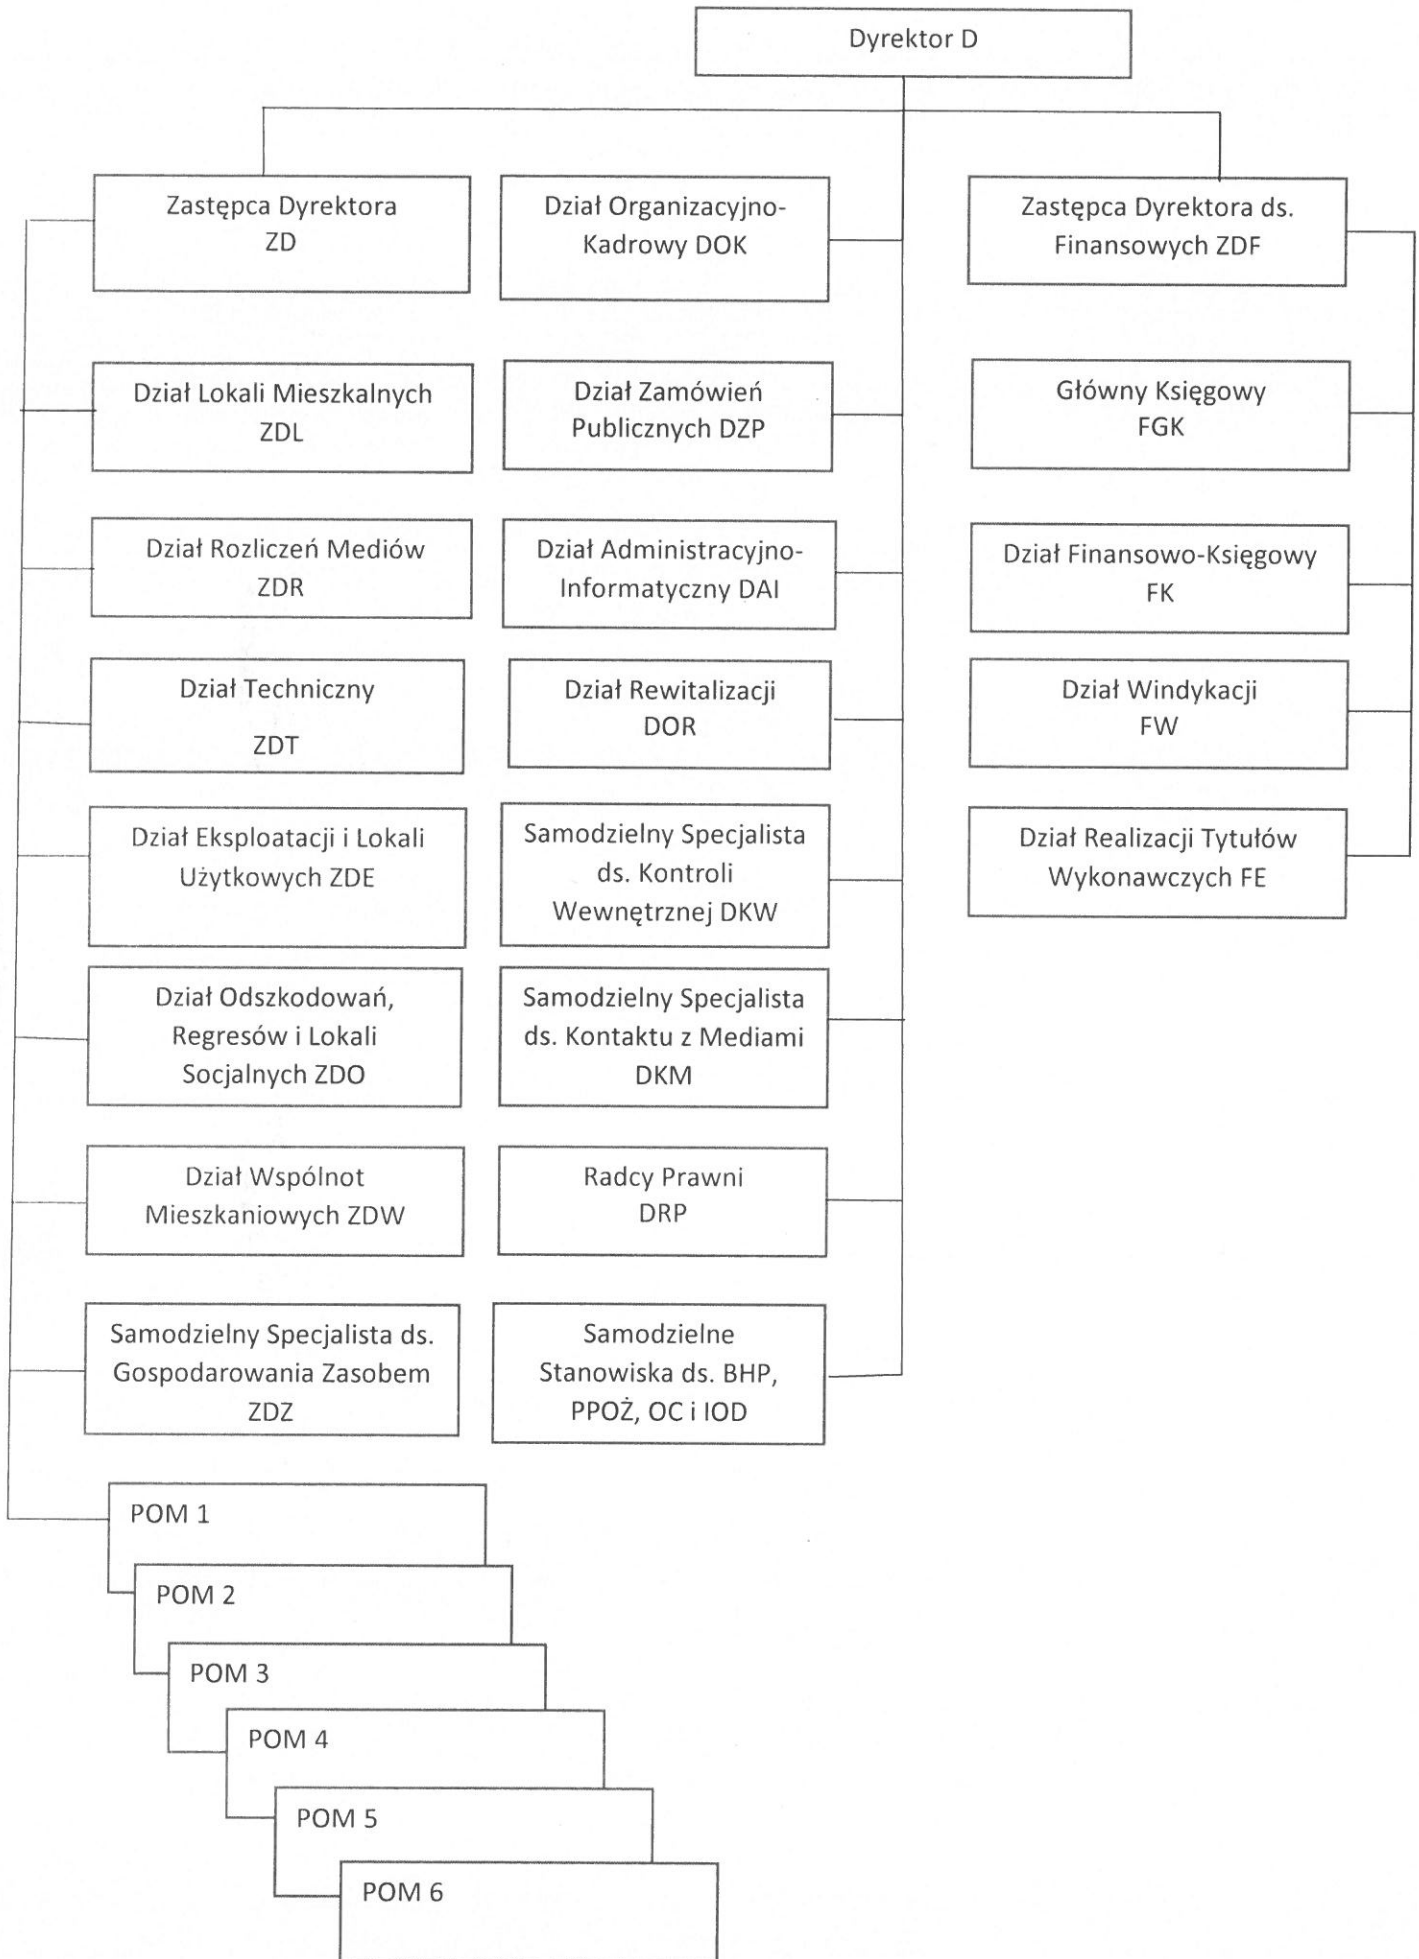 Dyrektor D
Zastępca Dyrektora
ZD
Dział Organizacyjno-
Kadrowy DOK
Zastępca Dyrektora ds.
Finansowych ZDF
Dział Lokali Mieszkalnych
ZDL
Dział Zamówień
Publicznych DZP
Główny Księgowy
FGK
Dział Rozliczeń Mediów
ZDR
Dział Administracyjno-
Informatyczny DAI
Dział Finansowo-Księgowy
FK
Dział Techniczny
ZDT
Dział Rewitalizacji
DOR
Dział Windykacji
FW
Dział Eksploatacji i Lokali
Użytkowych ZDE
Samodzielny Specjalista
ds. Kontroli
Wewnętrznej DKW
Dział Realizacji Tytułów
Wykonawczych FE
Dział Odszkodowań,
Regresów i Lokali
Socjalnych ZDO
Samodzielny Specjalista
ds. Kontaktu z Mediami
DKM
Dział Wspólnot
Mieszkaniowych ZDW
Radcy Prawni
DRP
Samodzielny Specjalista ds.
Gospodarowania Zasobem
ZDZ
Samodzielne
Stanowiska ds. BHP,
PPOŻ, OC i IOD
POM 1
POM 2
POM 3
POM 4
POM 5
POM 6